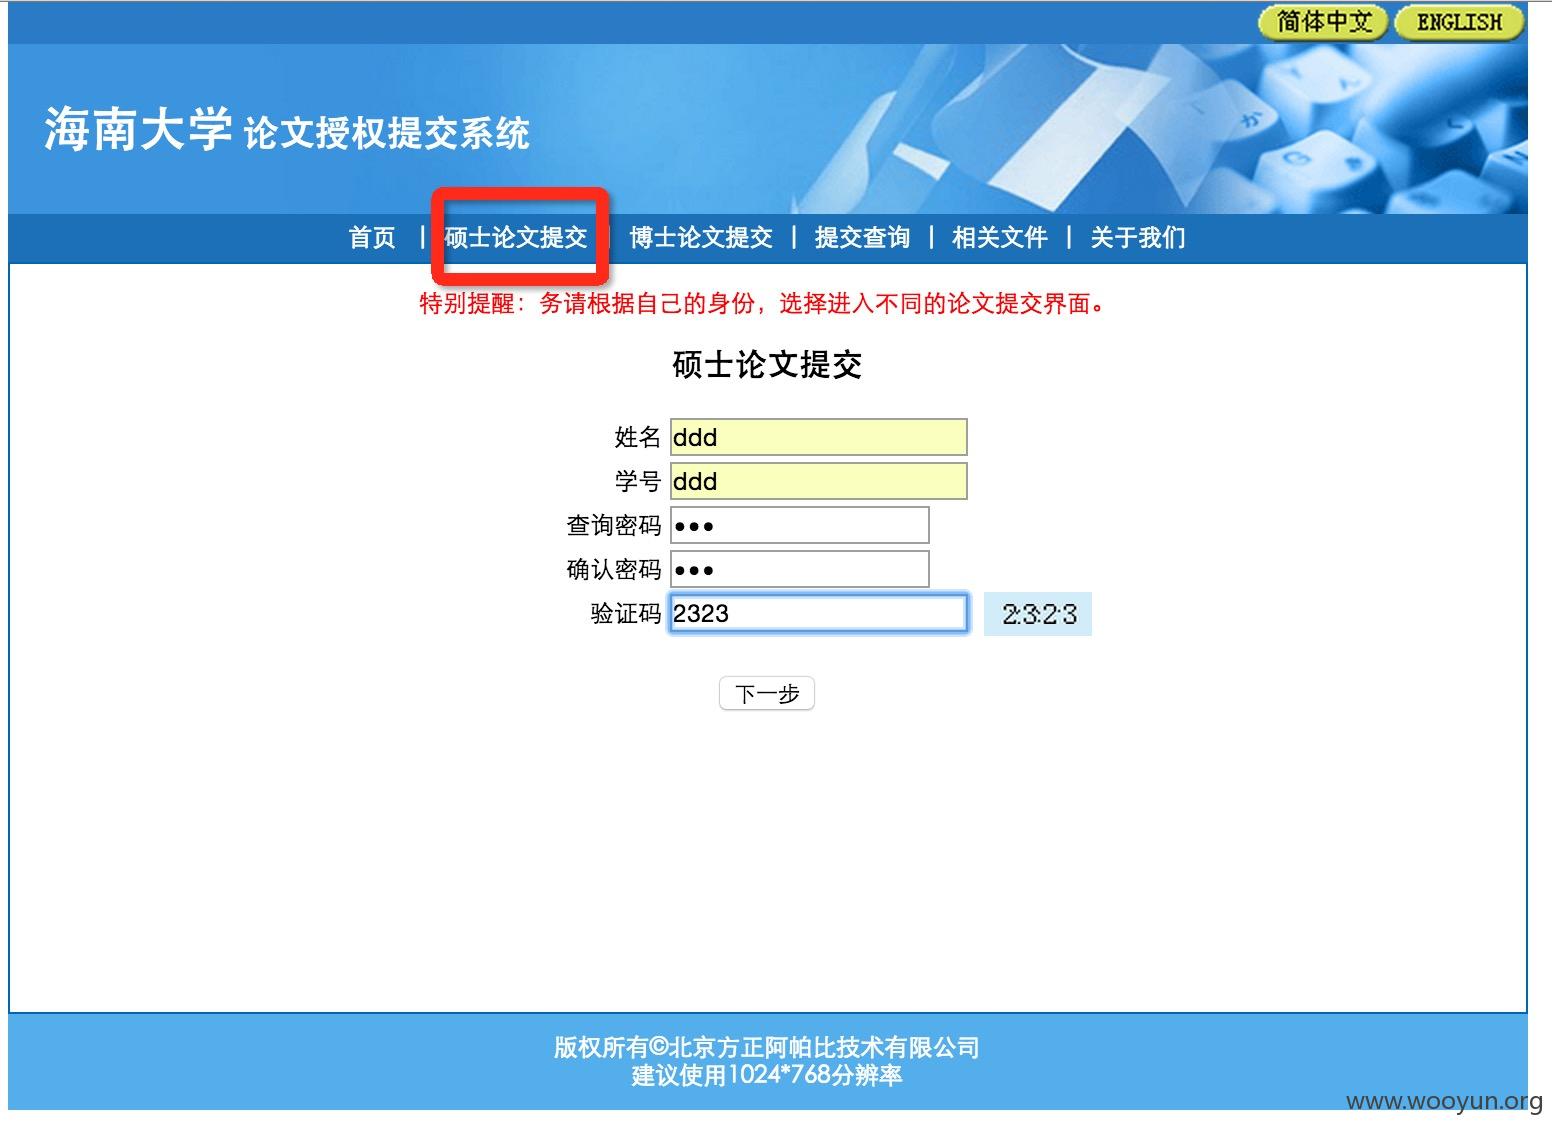 简体中文 ENGLISH
海南大学 论文授权提交系统
首页 | 硕士论文提交 | 博士论文提交 | 提交查询 | 相关文件 | 关于我们
特别提醒：务请根据自己的身份，选择进入不同的论文提交界面。
硕士论文提交
姓名 ddd
学号 ddd
查询密码 •••
确认密码 •••
验证码 2323 2323
下一步
版权所有©北京方正阿帕比技术有限公司
建议使用1024*768分辨率
www.wooyun.org